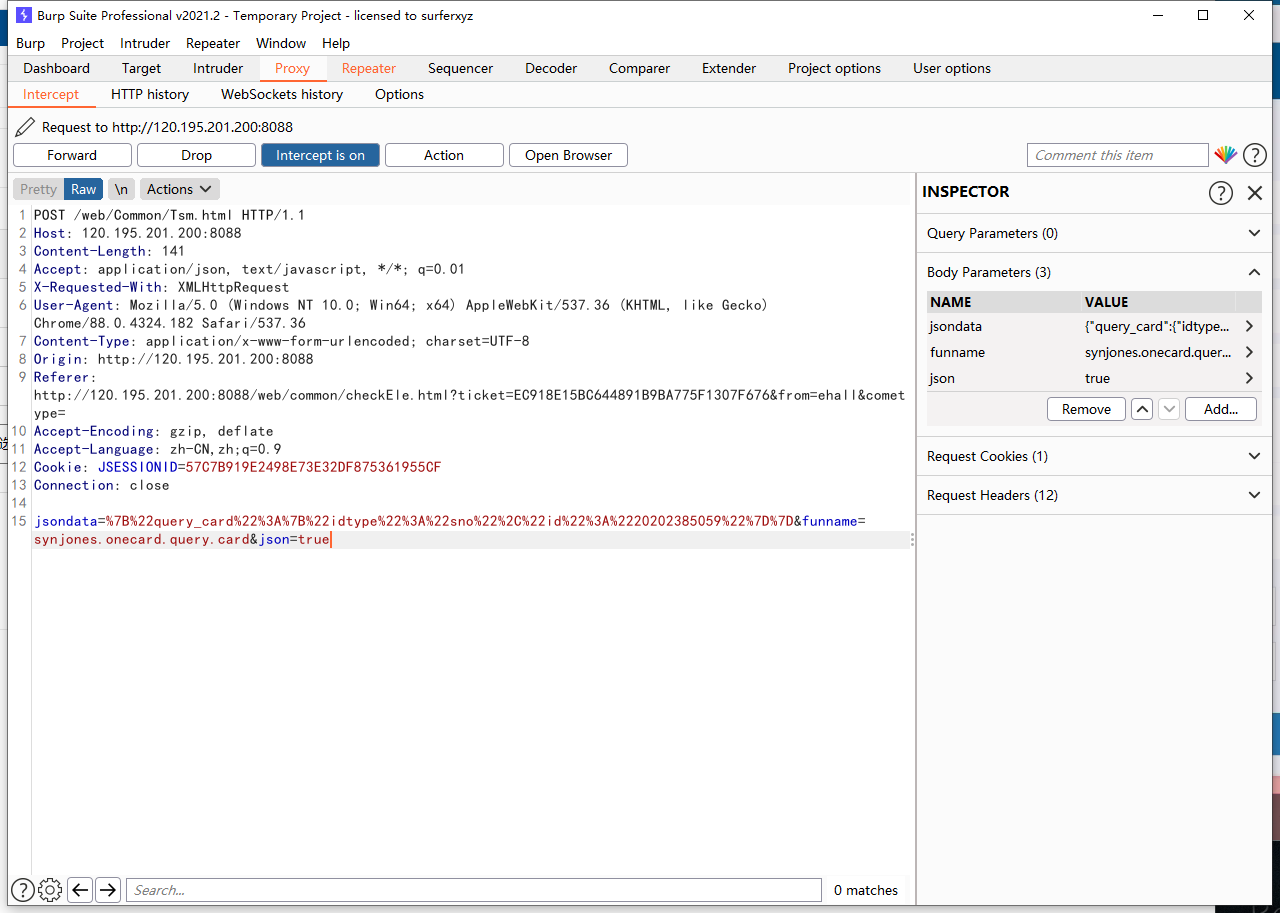 Burp Suite Professional v2021.2 - Temporary Project - licensed to surferxyz
Burp Project Intruder Repeater Window Help
Dashboard Target Intruder Proxy Repeater Sequencer Decoder Comparer Extender Project options User options
Intercept HTTP history WebSockets history Options
Request to http://120.195.201.200:8088
Forward Drop Intercept is on Action Open Browser Comment this item ?
Pretty Raw \n Actions
1 POST /web/Common/Tsm.html HTTP/1.1
2 Host: 120.195.201.200:8088
3 Content-Length: 141
4 Accept: application/json, text/javascript, */*; q=0.01
5 X-Requested-With: XMLHttpRequest
6 User-Agent: Mozilla/5.0 (Windows NT 10.0; Win64; x64) AppleWebKit/537.36 (KHTML, like Gecko)
Chrome/88.0.4324.182 Safari/537.36
7 Content-Type: application/x-www-form-urlencoded; charset=UTF-8
8 Origin: http://120.195.201.200:8088
9 Referer:
http://120.195.201.200:8088/web/common/checkEle.html?ticket=EC918E15BC644891B9BA775F1307F676&from=ehall&comet
ype=
10 Accept-Encoding: gzip, deflate
11 Accept-Language: zh-CN,zh;q=0.9
12 Cookie: JSESSIONID=57C7B919E2498E73E32DF875361955CF
13 Connection: close
14
15 jsondata=%7B%22query_card%22%3A%7B%22idtype%22%3A%22sno%22%2C%22id%22%3A%2220202385059%22%7D%7D&funname=
synjones.onecard.query.card&json=true
INSPECTOR ?
Query Parameters (0)
Body Parameters (3)
NAME VALUE
jsondata {"query_card":{"idtype...
funname synjones.onecard.quer...
json true
Remove Add...
Request Cookies (1)
Request Headers (12)
? Search... 0 matches